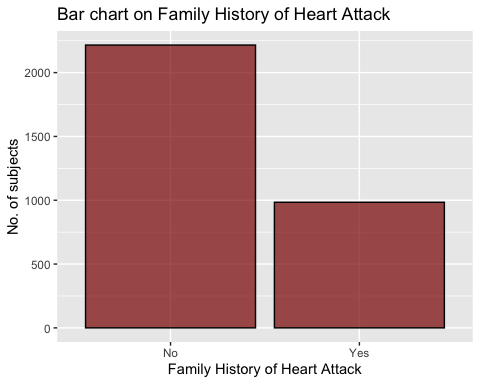 Bar chart on Family History of Heart Attack
No. of subjects
2000
1500
1000
500
0
No
Yes
Family History of Heart Attack